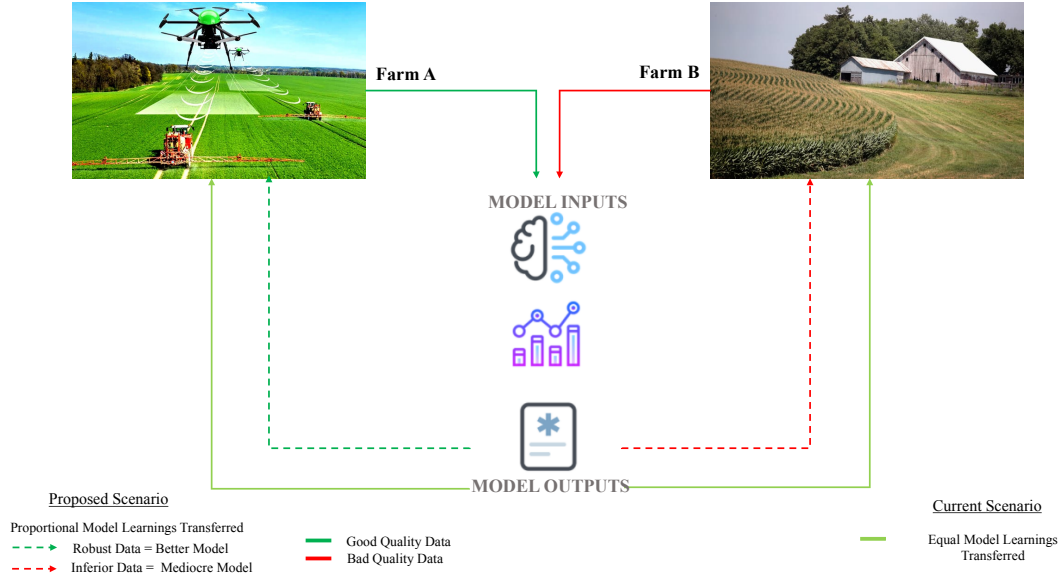 Farm A
Farm B
MODEL INPUTS
MODEL OUTPUTS
Proposed Scenario
Proportional Model Learnings Transferred
Robust Data = Better Model
Inferior Data = Mediocre Model
Good Quality Data
Bad Quality Data
Current Scenario
Equal Model Learnings
Transferred